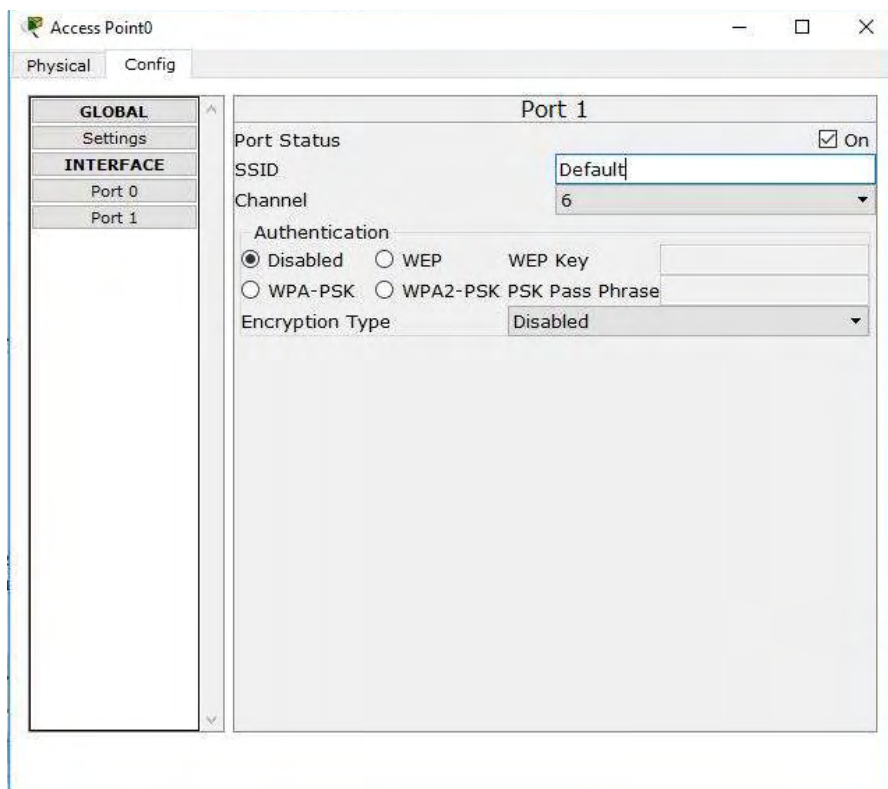 Access Point0
Physical Config
GLOBAL
Settings
INTERFACE
Port 0
Port 1
Port 1
Port Status On
SSID Default
Channel 6
Authentication
Disabled WEP WEP Key
WPA-PSK WPA2-PSK PSK Pass Phrase
Encryption Type Disabled